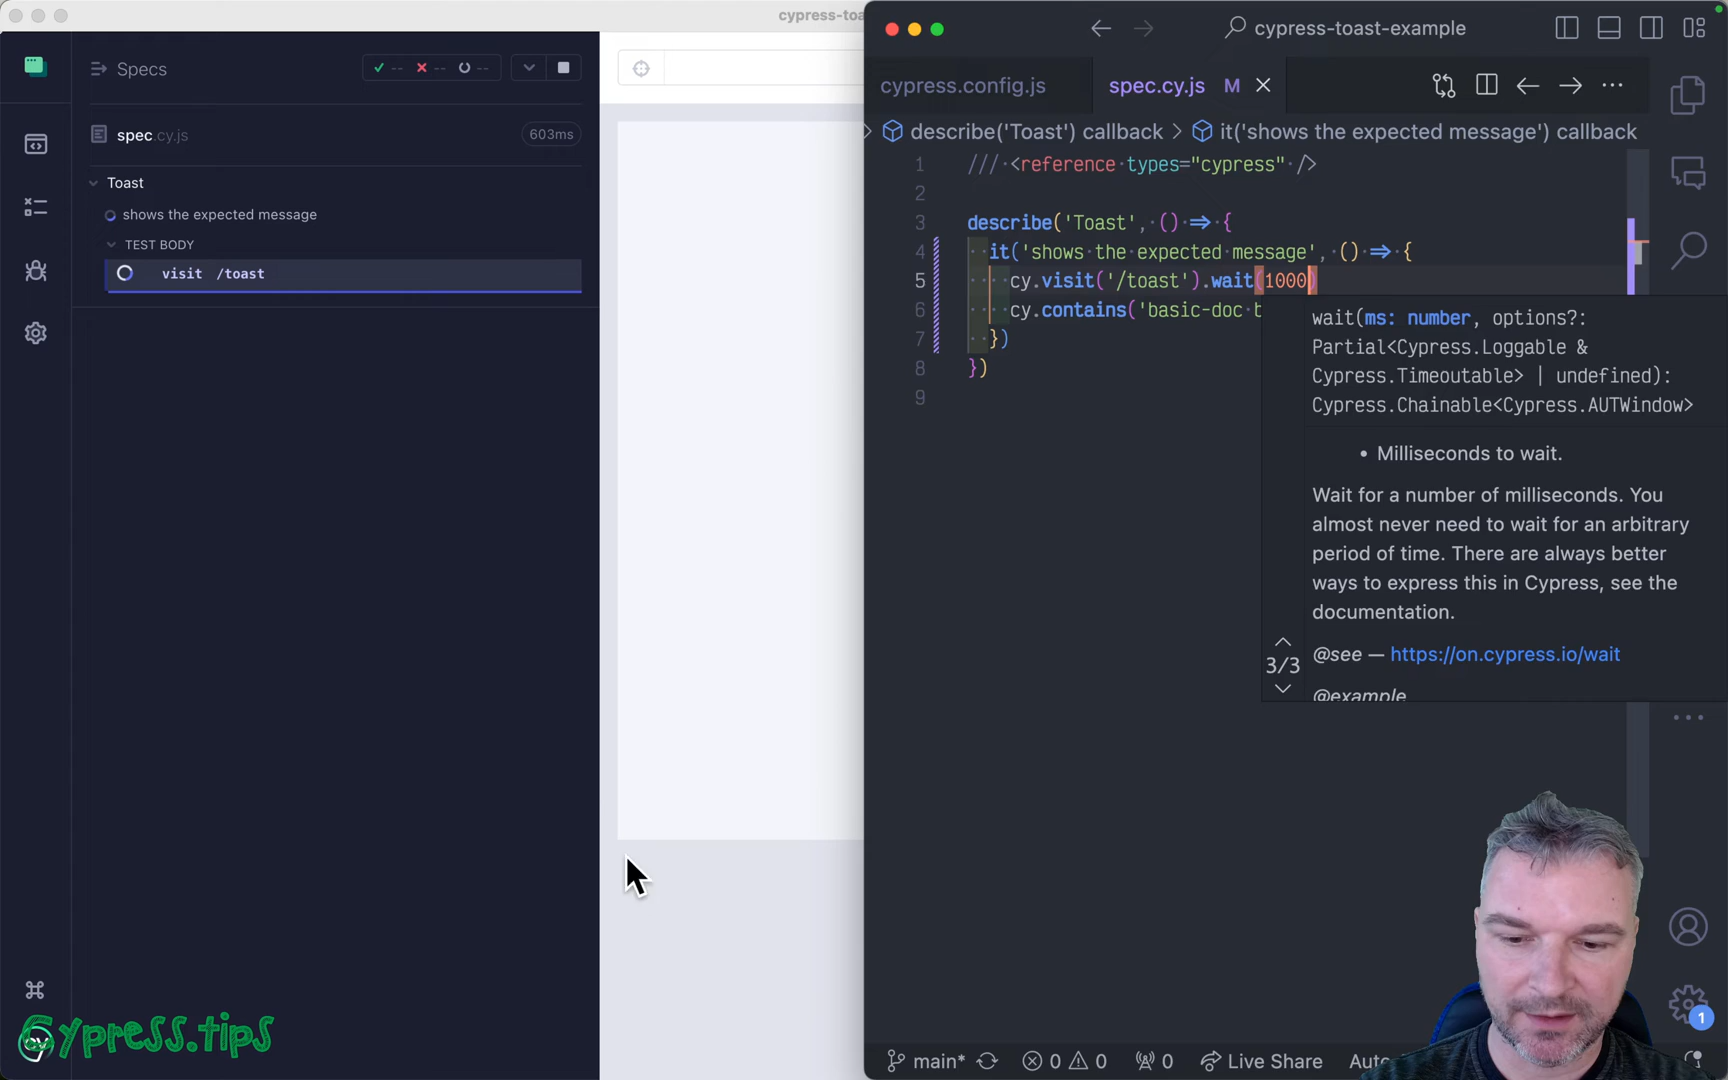 cypress-toa
Specs
-- -- --
spec.cy.js
603ms
Toast
shows the expected message
TEST BODY
visit /toast
Cypress.tips
cy
cypress-toast-example
cypress.config.js
spec.cy.js M
describe('Toast') callback > it('shows the expected message') callback
1 /// <reference types="cypress" />
2
3 describe('Toast', () => {
4 it('shows the expected message', () => {
5 cy.visit('/toast').wait(1000)
6 cy.contains('basic-doc b
7 })
8 })
9
wait(ms: number, options?:
Partial<Cypress.Loggable &
Cypress.Timeoutable> | undefined):
Cypress.Chainable<Cypress.AUTWindow>
• Milliseconds to wait.
Wait for a number of milliseconds. You
almost never need to wait for an arbitrary
period of time. There are always better
ways to express this in Cypress, see the
documentation.
3/3
@see — https://on.cypress.io/wait
@example
1
main* 0 0 0 Live Share Auto